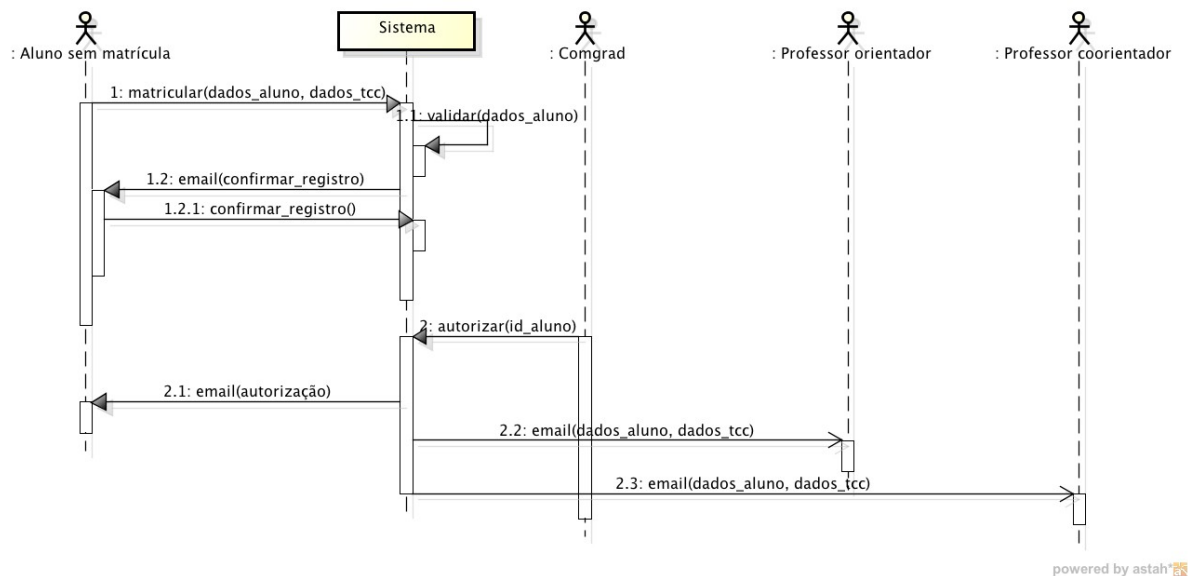 : Aluno sem matrícula
Sistema
: Comgrad
: Professor orientador
: Professor coorientador
1: matricular(dados_aluno, dados_tcc)
1.1: validar(dados_aluno)
1.2: email(confirmar_registro)
1.2.1: confirmar_registro()
2: autorizar(id_aluno)
2.1: email(autorização)
2.2: email(dados_aluno, dados_tcc)
2.3: email(dados_aluno, dados_tcc)
powered by astah*